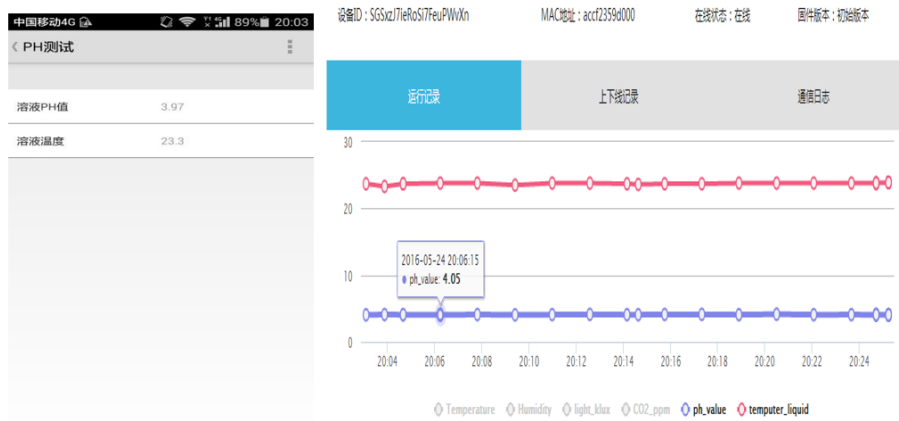 中国移动4G 89% 20:03
PH测试
溶液PH值 3.97
溶液温度 23.3
设备ID：SGSxzJ7ieRoSi7FeuPWvXn MAC地址：accf2359d000 在线状态：在线 固件版本：初始版本
运行记录 上下线记录 通信日志
30
20
10
0
2016-05-24 20:06:15
ph_value: 4.05
20:04 20:06 20:08 20:10 20:12 20:14 20:16 20:18 20:20 20:22 20:24
Temperature Humidity light_klux CO2_ppm ph_value temputer_liquid